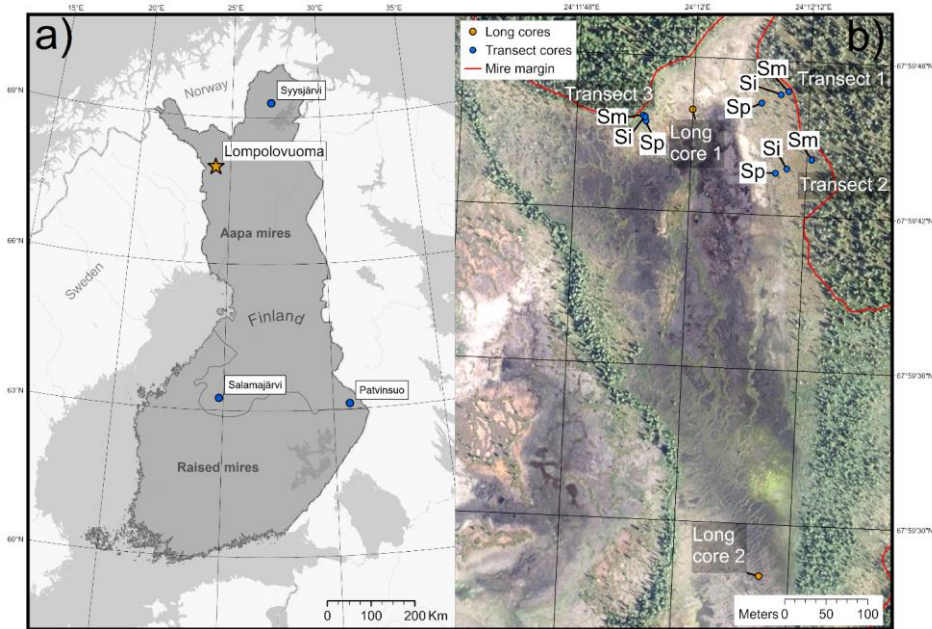 a)
15°E
20°E
25°E
30°E
35°E
69°N
66°N
63°N
60°N
Norway
Syysjärvi
Lompolovuoma
Aapa mires
Sweden
Finland
Salamajärvi
Patvinsuo
Raised mires
0 100 200 Km
b)
24°11'48"E
24°12'E
24°12'12"E
67°59'48"N
67°59'42"N
67°59'36"N
67°59'30"N
Long cores
Transect cores
Mire margin
Sm
Si
Sp
Transect 1
Transect 3
Sm
Si
Sp
Long
core 1
Sm
Si
Sp
Transect 2
Long
core 2
Meters
0 50 100